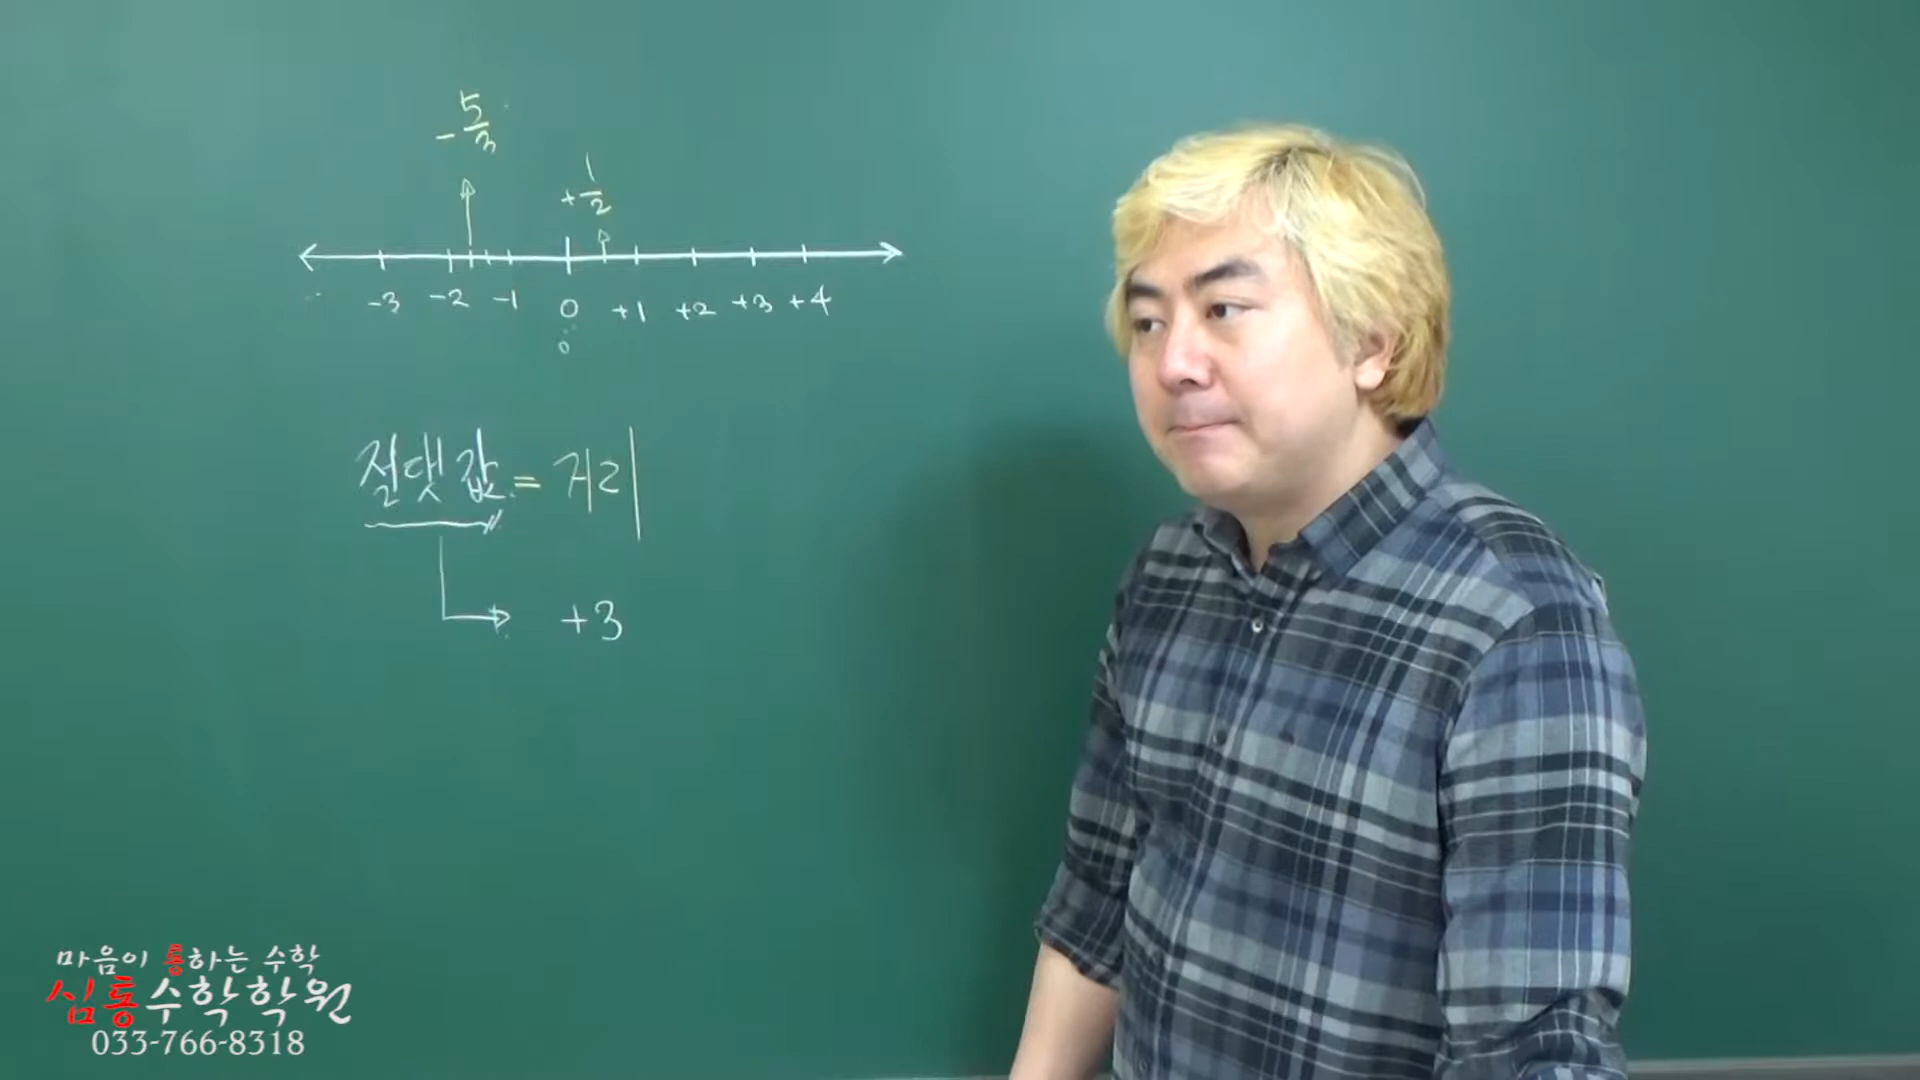 - 5/3
+ 1/2
-3 -2 -1 0 +1 +2 +3 +4
0
절댓값 = 거리
+3
마음이 통하는 수학
심통수학학원
033-766-8318